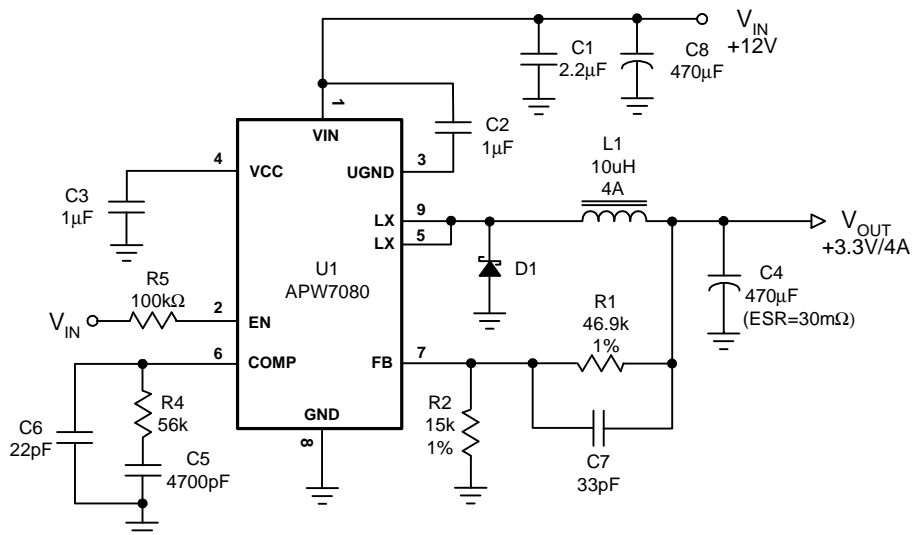 V_IN
+12V
C1
2.2μF
C8
470μF
1
VIN
C2
1μF
4
VCC
3
UGND
C3
1μF
L1
10uH
4A
9
LX
5
LX
V_OUT
+3.3V/4A
U1
APW7080
D1
C4
470μF
(ESR=30mΩ)
R5
100kΩ
V_IN
2
EN
R1
46.9k
1%
6
COMP
7
FB
R4
56k
C6
22pF
C5
4700pF
GND
8
R2
15k
1%
C7
33pF